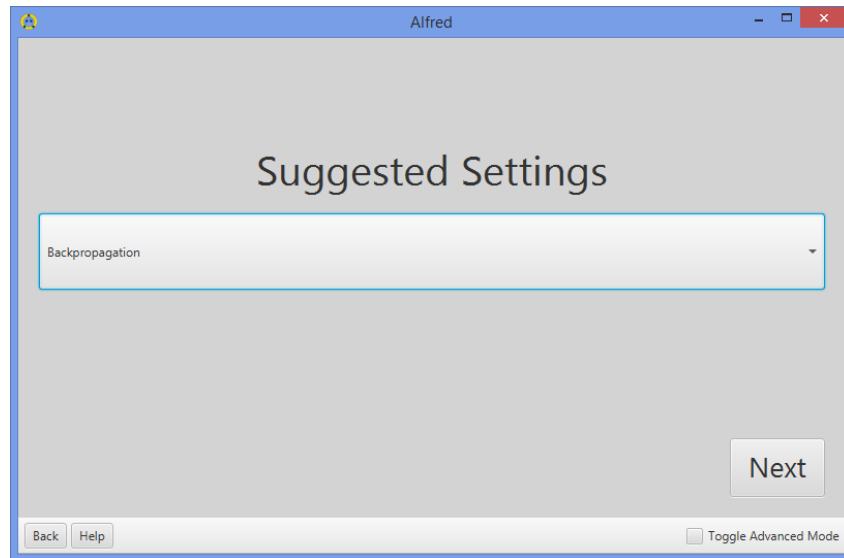 Alfred
Suggested Settings
Backpropagation
Next
Back Help Toggle Advanced Mode